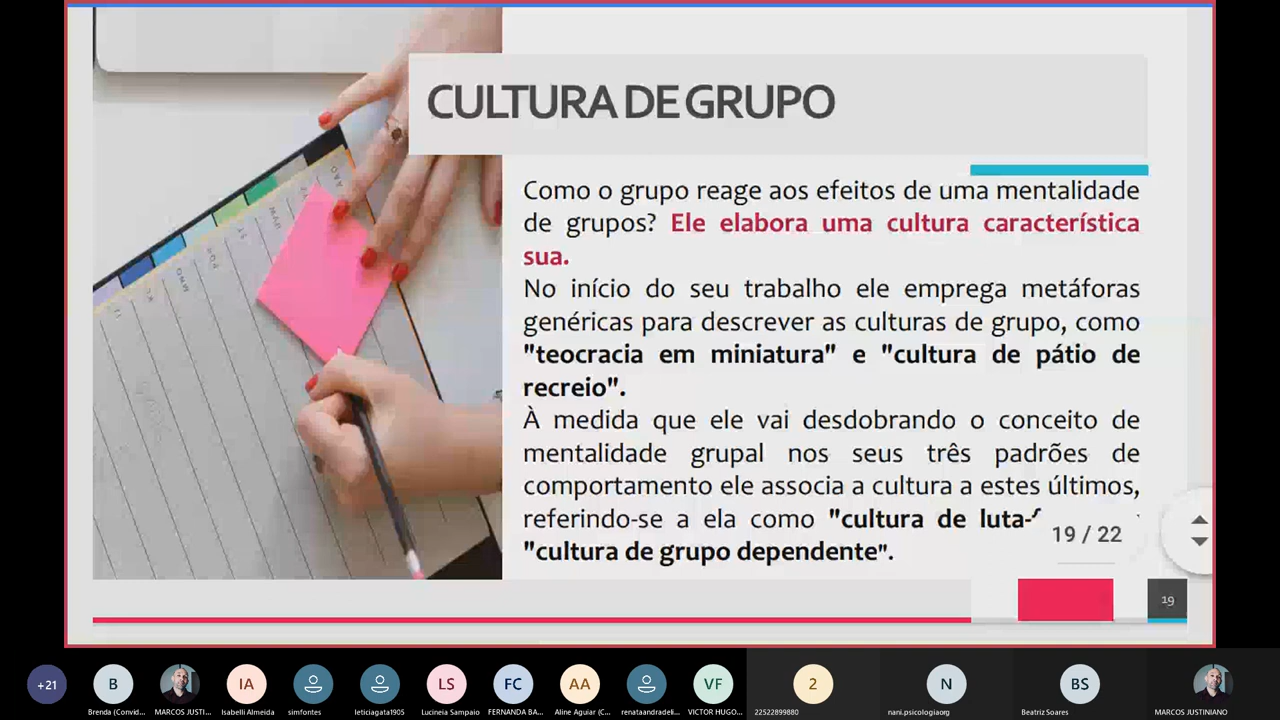 CULTURA DE GRUPO
Como o grupo reage aos efeitos de uma mentalidade
de grupos? Ele elabora uma cultura característica
sua.
No início do seu trabalho ele emprega metáforas
genéricas para descrever as culturas de grupo, como
"teocracia em miniatura" e "cultura de pátio de
recreio".
À medida que ele vai desdobrando o conceito de
mentalidade grupal nos seus três padrões de
comportamento ele associa a cultura a estes últimos,
referindo-se a ela como "cultura de luta-
"cultura de grupo dependente".
19 / 22
19
+21
B
IA
LS
FC
AA
VF
2
N
BS
Brenda (Convid...
MARCOS JUSTI...
Isabelli Almeida
simfontes
leticiagata1905
Lucineia Sampaio
FERNANDA BA...
Aline Aguiar (C...
renataandradeli...
VICTOR HUGO...
22522899880
nani.psicologiaorg
Beatriz Soares
MARCOS JUSTINIANO